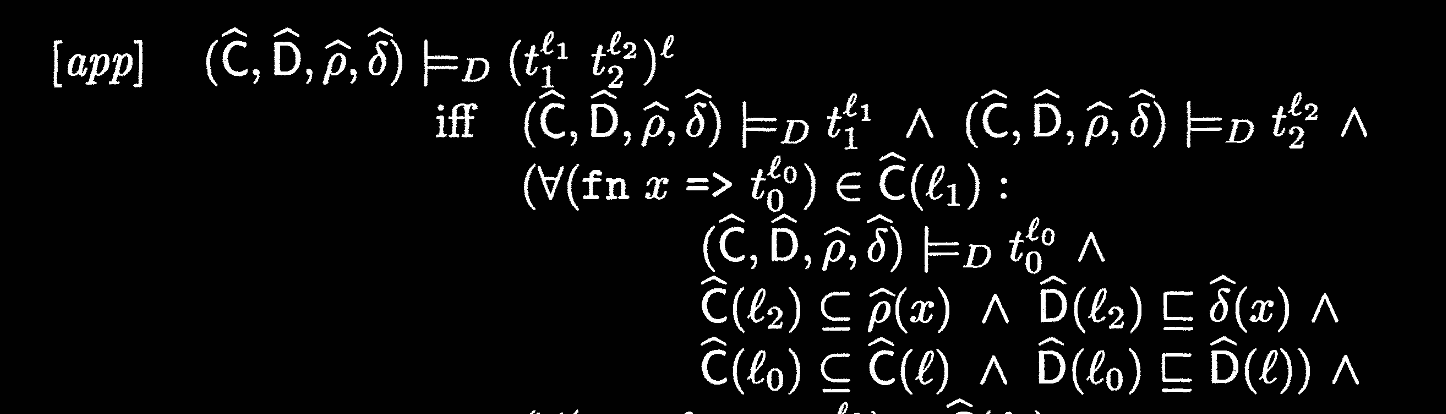 [app] (Ĉ, D̂, ρ̂, δ̂) ⊨_D (t_1^{ℓ_1} t_2^{ℓ_2})^ℓ
iff (Ĉ, D̂, ρ̂, δ̂) ⊨_D t_1^{ℓ_1} ∧ (Ĉ, D̂, ρ̂, δ̂) ⊨_D t_2^{ℓ_2} ∧
(∀(fn x => t_0^{ℓ_0}) ∈ Ĉ(ℓ_1) :
(Ĉ, D̂, ρ̂, δ̂) ⊨_D t_0^{ℓ_0} ∧
Ĉ(ℓ_2) ⊆ ρ̂(x) ∧ D̂(ℓ_2) ⊑ δ̂(x) ∧
Ĉ(ℓ_0) ⊆ Ĉ(ℓ) ∧ D̂(ℓ_0) ⊑ D̂(ℓ)) ∧